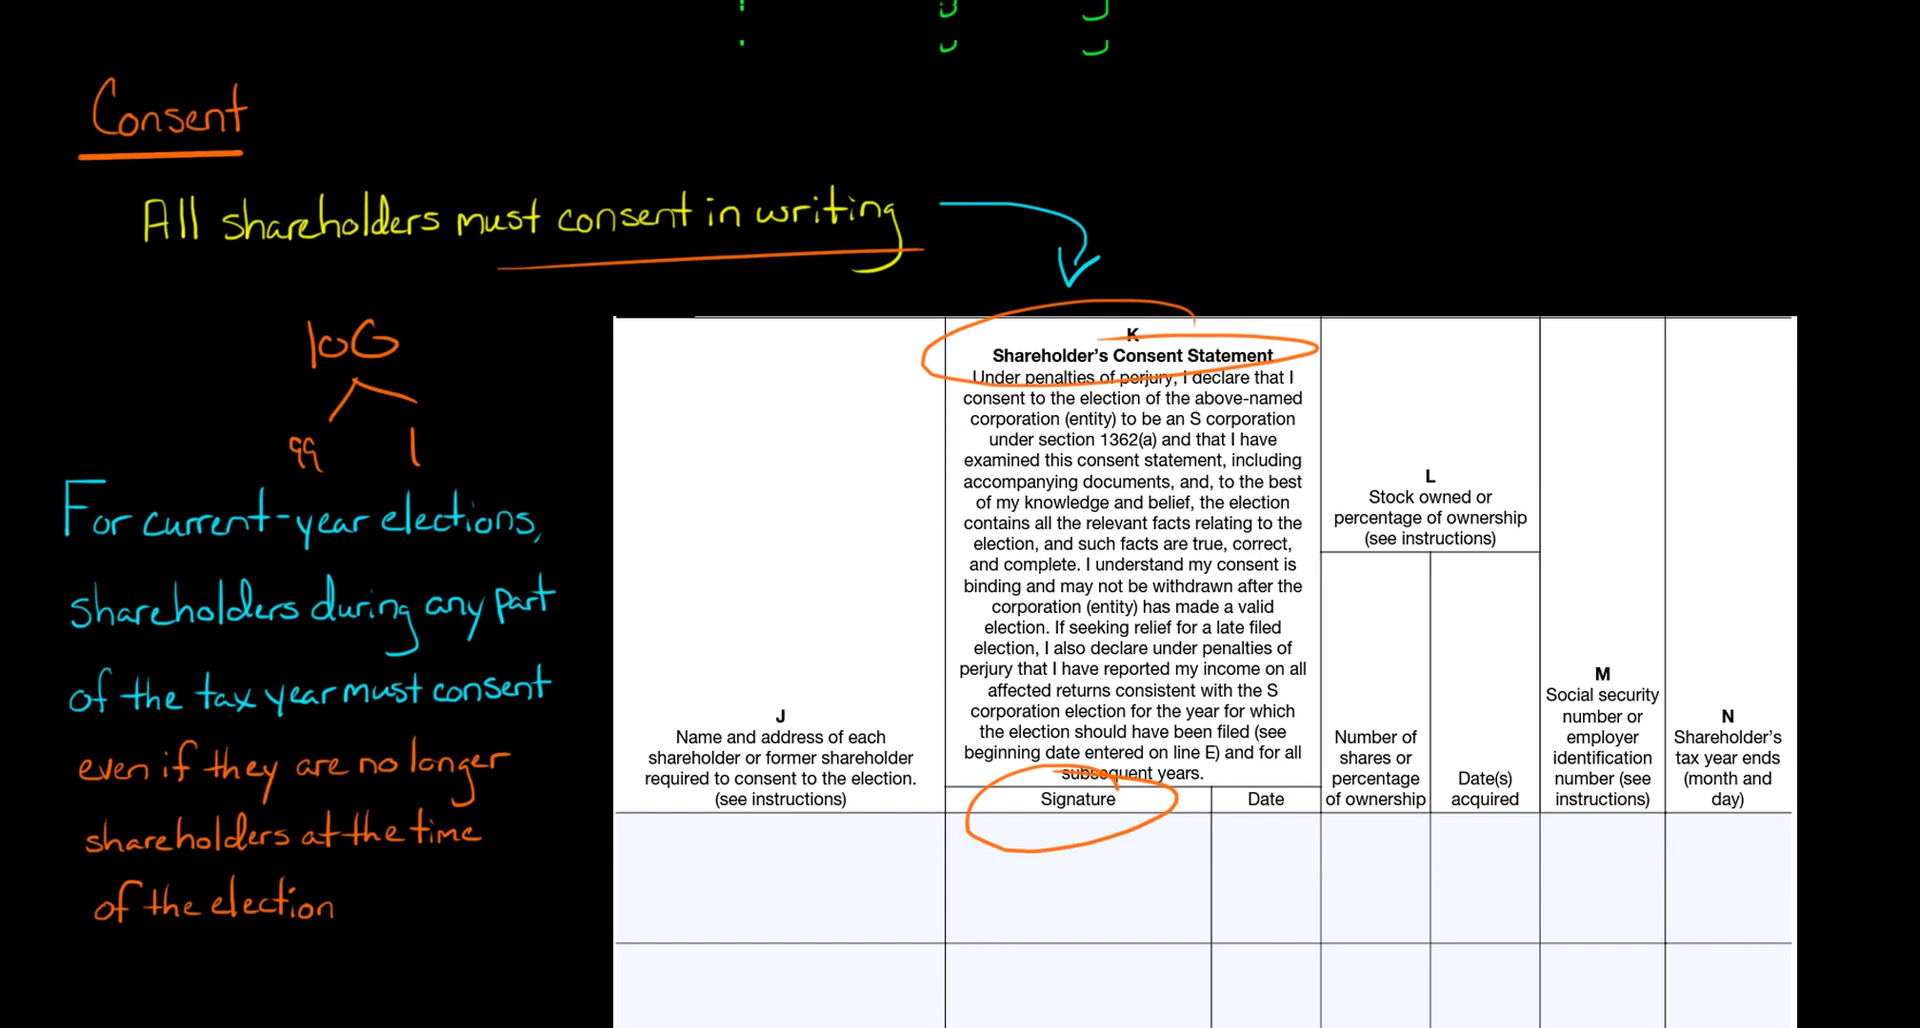 Consent
All shareholders must consent in writing
100
99 1
For current-year elections,
shareholders during any part
of the tax year must consent
even if they are no longer
shareholders at the time
of the election
K
Shareholder's Consent Statement
Under penalties of perjury, I declare that I
consent to the election of the above-named
corporation (entity) to be an S corporation
under section 1362(a) and that I have
examined this consent statement, including
accompanying documents, and, to the best
of my knowledge and belief, the election
contains all the relevant facts relating to the
election, and such facts are true, correct,
and complete. I understand my consent is
binding and may not be withdrawn after the
corporation (entity) has made a valid
election. If seeking relief for a late filed
election, I also declare under penalties of
perjury that I have reported my income on all
affected returns consistent with the S
corporation election for the year for which
the election should have been filed (see
beginning date entered on line E) and for all
subsequent years.
Signature
Date
J
Name and address of each
shareholder or former shareholder
required to consent to the election.
(see instructions)
L
Stock owned or
percentage of ownership
(see instructions)
Number of
shares or
percentage
of ownership
Date(s)
acquired
M
Social security
number or
employer
identification
number (see
instructions)
N
Shareholder's
tax year ends
(month and
day)